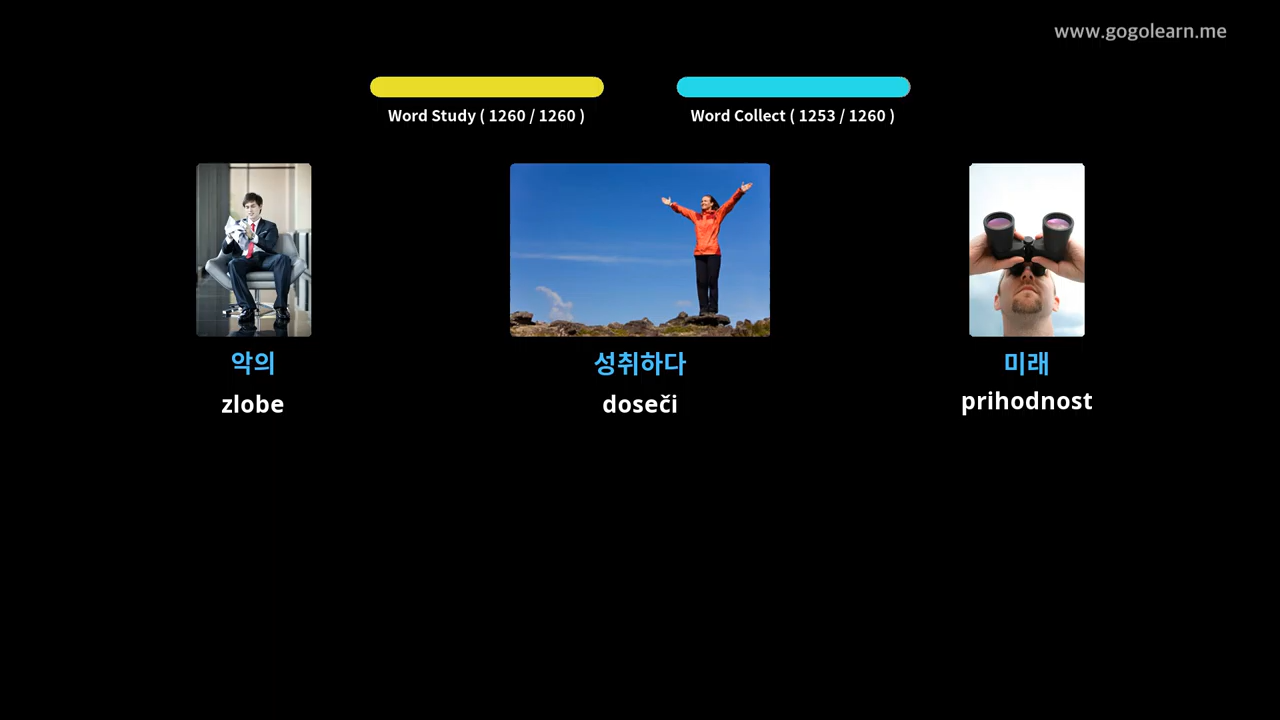 www.gogolearn.me
Word Study ( 1260 / 1260 )
Word Collect ( 1253 / 1260 )
악의
성취하다
미래
zlobe
doseči
prihodnost